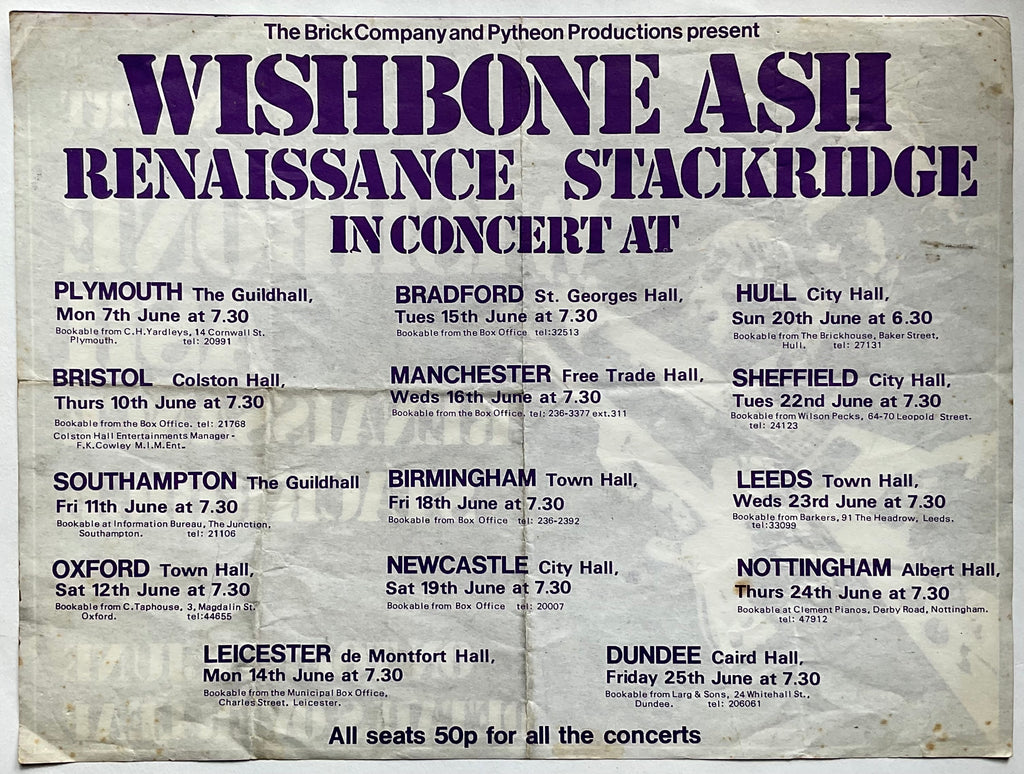 The Brick Company and Pytheon Productions present
WISHBONE ASH
RENAISSANCE STACKRIDGE
IN CONCERT AT
PLYMOUTH The Guildhall,
Mon 7th June at 7.30
Bookable from C.H.Yardleys, 14 Cornwall St.
Plymouth. tel: 20991
BRISTOL Colston Hall,
Thurs 10th June at 7.30
Bookable from the Box Office. tel: 21768
Colston Hall Entertainments Manager-
F.K.Cowley M.I.M.Ent.
SOUTHAMPTON The Guildhall
Fri 11th June at 7.30
Bookable at Information Bureau, The Junction,
Southampton. tel: 21106
OXFORD Town Hall,
Sat 12th June at 7.30
Bookable from C.Taphouse, 3, Magdalin St.
Oxford. tel:44655
BRADFORD St. Georges Hall,
Tues 15th June at 7.30
Bookable from the Box Office tel:32513
MANCHESTER Free Trade Hall,
Weds 16th June at 7.30
Bookable from the Box Office. tel: 236-3377 ext.311
BIRMINGHAM Town Hall,
Fri 18th June at 7.30
Bookable from Box Office tel: 236-2392
NEWCASTLE City Hall,
Sat 19th June at 7.30
Bookable from Box Office tel: 20007
HULL City Hall,
Sun 20th June at 6.30
Bookable from The Brickhouse, Baker Street,
Hull. tel: 27131
SHEFFIELD City Hall,
Tues 22nd June at 7.30
Bookable from Wilson Pecks, 64-70 Leopold Street.
tel: 24123
LEEDS Town Hall,
Weds 23rd June at 7.30
Bookable from Barkers, 91 The Headrow, Leeds.
tel:33099
NOTTINGHAM Albert Hall,
Thurs 24th June at 7.30
Bookable at Clement Pianos, Derby Road, Nottingham.
tel: 47912
LEICESTER de Montfort Hall,
Mon 14th June at 7.30
Bookable from the Municipal Box Office,
Charles Street. Leicester.
DUNDEE Caird Hall,
Friday 25th June at 7.30
Bookable from Larg & Sons, 24 Whitehall St.,
Dundee. tel: 206061
All seats 50p for all the concerts